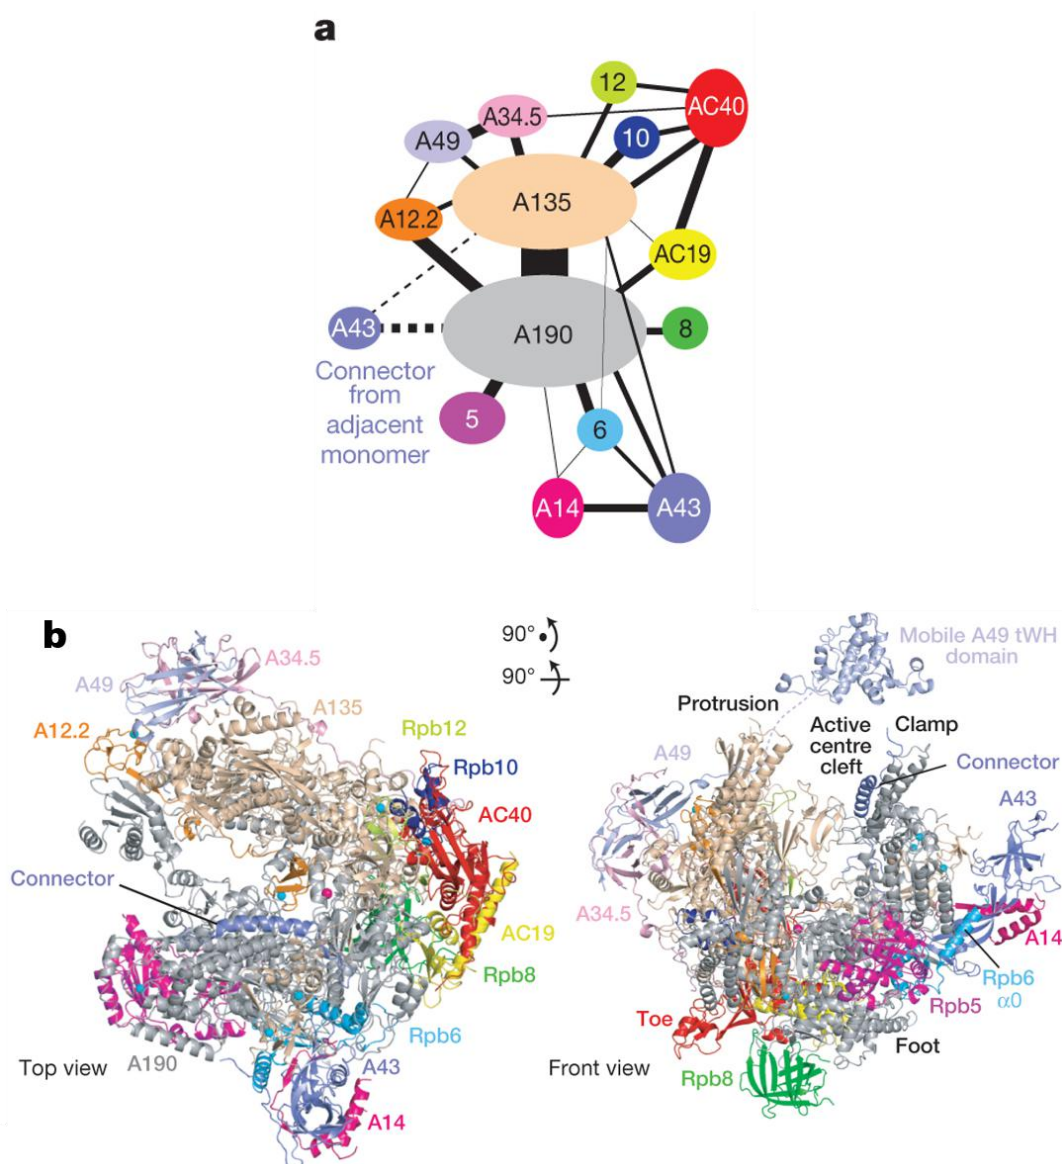 a
12
AC40
A34.5
10
A49
A135
A12.2
AC19
A43
A190
8
Connector
from
adjacent
monomer
5
6
A14
A43
b
90°
90°
A34.5
A49
A135
A12.2
Rpb12
Rpb10
AC40
Connector
AC19
Rpb8
Rpb6
A190
Top view
A43
A14
Mobile A49 tWH
domain
Protrusion
Active
centre
cleft
Clamp
Connector
A49
A43
A34.5
A14
Rpb6
α0
Rpb5
Toe
Foot
Front view
Rpb8